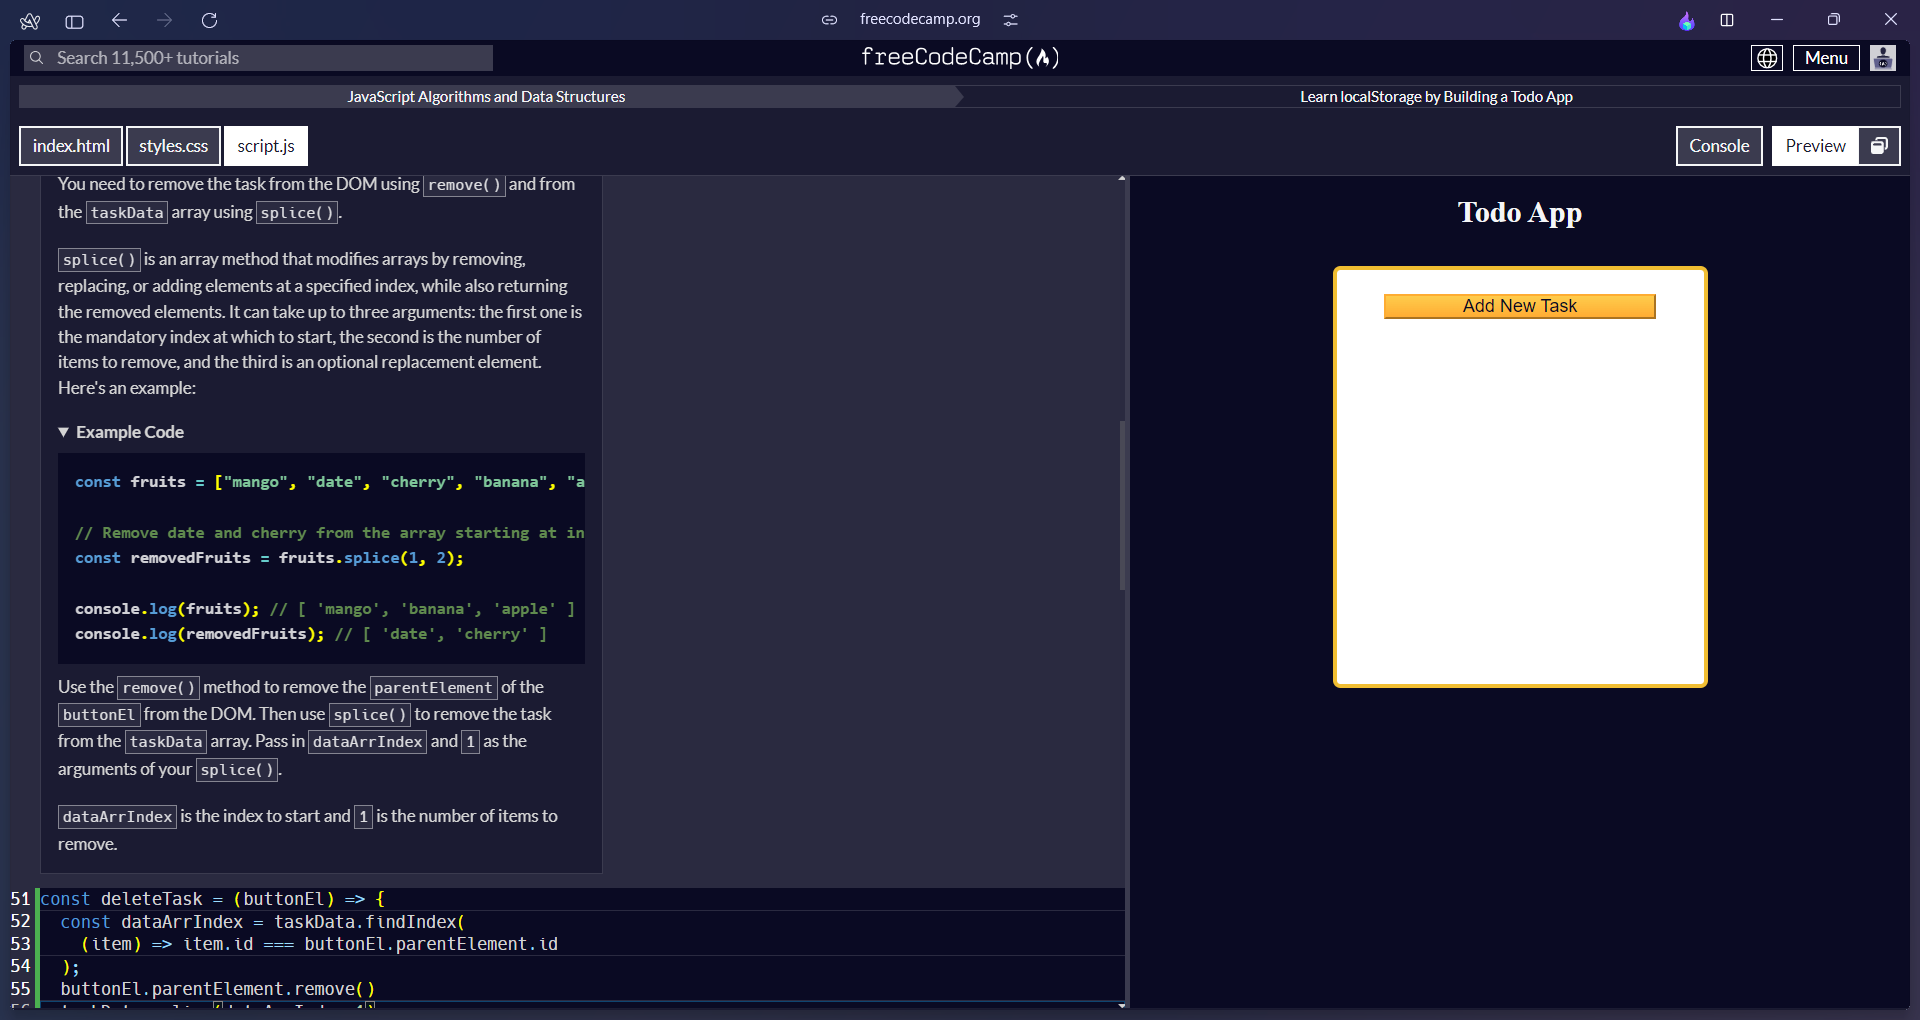 freecodecamp.org
Search 11,500+ tutorials
freeCodeCamp(🔥)
Menu
JavaScript Algorithms and Data Structures
Learn localStorage by Building a Todo App
index.html
styles.css
script.js
Console
Preview
You need to remove the task from the DOM using remove() and from
the taskData array using splice().
splice() is an array method that modifies arrays by removing,
replacing, or adding elements at a specified index, while also returning
the removed elements. It can take up to three arguments: the first one is
the mandatory index at which to start, the second is the number of
items to remove, and the third is an optional replacement element.
Here's an example:
▼ Example Code
const fruits = ["mango", "date", "cherry", "banana", "a
// Remove date and cherry from the array starting at in
const removedFruits = fruits.splice(1, 2);
console.log(fruits); // [ 'mango', 'banana', 'apple' ]
console.log(removedFruits); // [ 'date', 'cherry' ]
Use the remove() method to remove the parentElement of the
buttonEl from the DOM. Then use splice() to remove the task
from the taskData array. Pass in dataArrIndex and 1 as the
arguments of your splice().
dataArrIndex is the index to start and 1 is the number of items to
remove.
51 const deleteTask = (buttonEl) => {
52 const dataArrIndex = taskData.findIndex(
53 (item) => item.id === buttonEl.parentElement.id
54 );
55 buttonEl.parentElement.remove()
Todo App
Add New Task